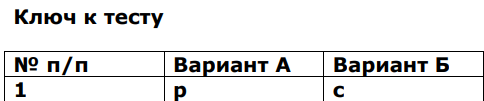 Ключ к тесту
№ п/п Вариант А Вариант Б
1 р с